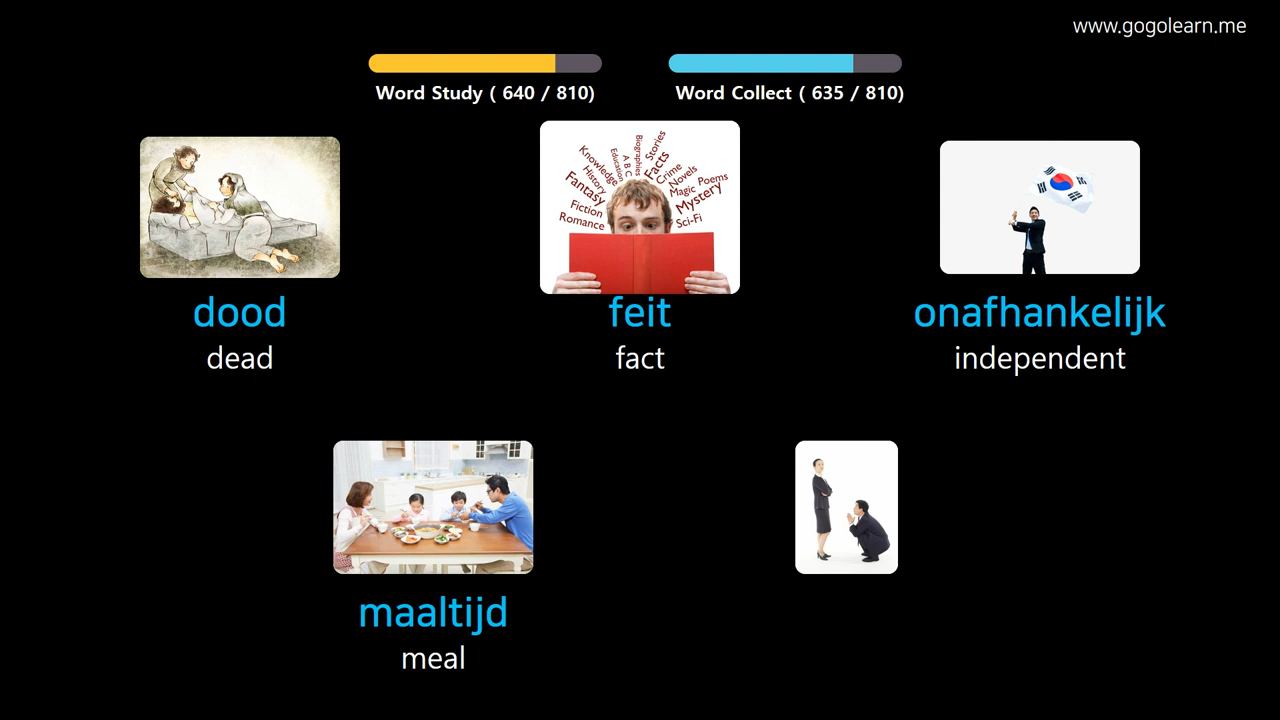 www.gogolearn.me
Word Study ( 640 / 810)
Word Collect ( 635 / 810)
Knowledge
History
Fantasy
Fiction
Romance
Education
A B C
Biographies
Stories
Facts
Crime
Novels
Magic
Poems
Mystery
Sci-Fi
dood
dead
feit
fact
onafhankelijk
independent
maaltijd
meal